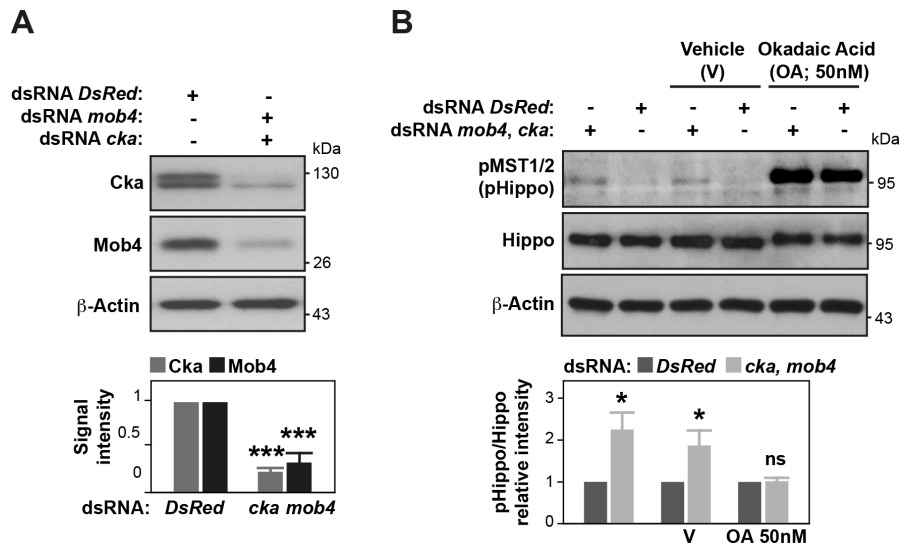 A
dsRNA DsRed: + -
dsRNA mob4: - +
dsRNA cka: - +
kDa
Cka
130
Mob4
26
β-Actin
43
Cka Mob4
Signal intensity
1
0.5
0
*** ***
dsRNA: DsRed cka mob4
B
Vehicle (V)
Okadaic Acid (OA; 50nM)
dsRNA DsRed: - + - + - +
dsRNA mob4, cka: + - + - + -
kDa
pMST1/2
(pHippo)
95
Hippo
95
β-Actin
43
dsRNA: DsRed cka, mob4
pHippo/Hippo
relative intensity
3
2
1
0
* * ns
V OA 50nM